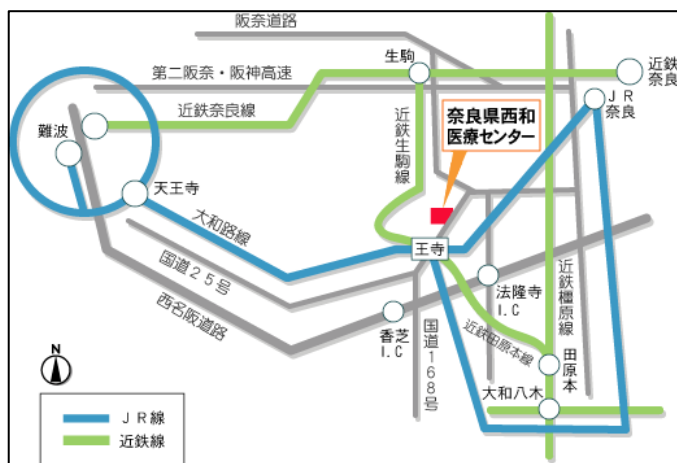 阪奈道路
生駒
近鉄
奈良
第二阪奈・阪神高速
JR
奈良
近鉄奈良線
奈良県西和
医療センター
難波
近鉄生駒線
天王寺
大和路線
王寺
国道25号
法隆寺
I.C
近鉄橿原線
西名阪道路
香芝
I.C
国道168号
近鉄田原本線
田原本
大和八木
N
JR線
近鉄線